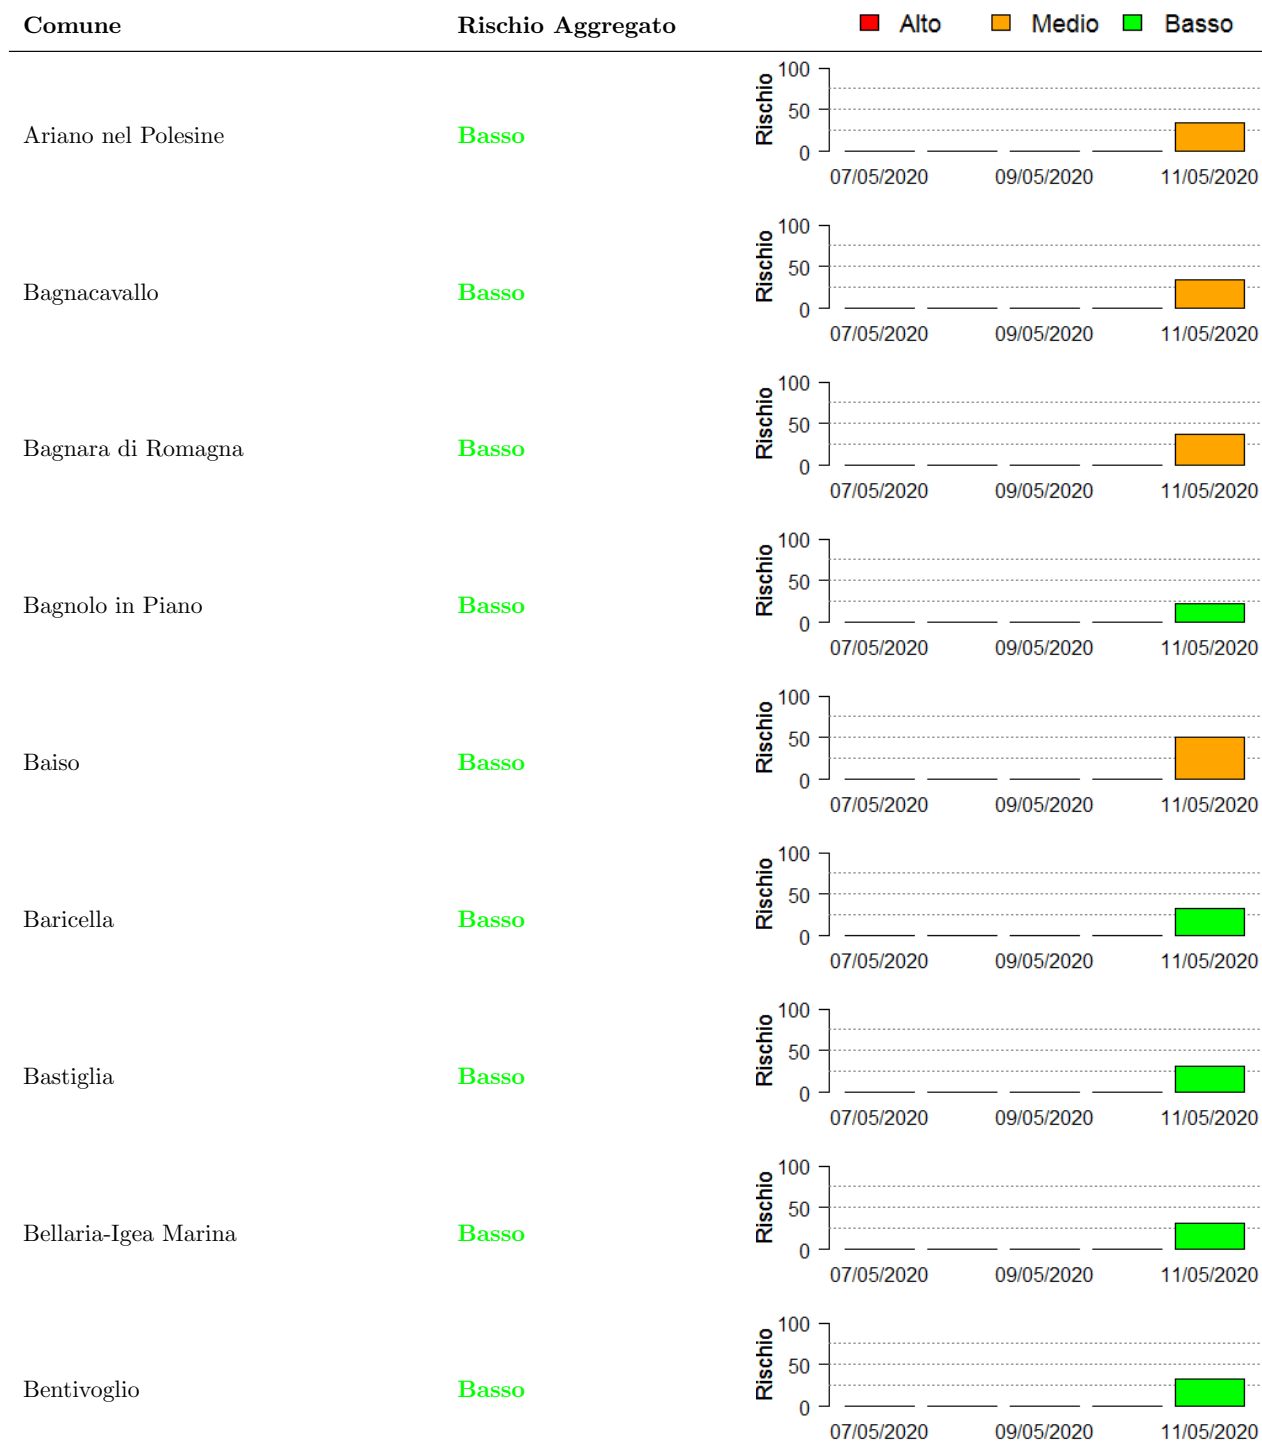 Comune Rischio Aggregato Alto Medio Basso
100
50
0
Rischio
Ariano nel Polesine Basso
07/05/2020 09/05/2020 11/05/2020
100
50
0
Rischio
Bagnacavallo Basso
07/05/2020 09/05/2020 11/05/2020
100
50
0
Rischio
Bagnara di Romagna Basso
07/05/2020 09/05/2020 11/05/2020
100
50
0
Rischio
Bagnolo in Piano Basso
07/05/2020 09/05/2020 11/05/2020
100
50
0
Rischio
Baiso Basso
07/05/2020 09/05/2020 11/05/2020
100
50
0
Rischio
Baricella Basso
07/05/2020 09/05/2020 11/05/2020
100
50
0
Rischio
Bastiglia Basso
07/05/2020 09/05/2020 11/05/2020
100
50
0
Rischio
Bellaria-Igea Marina Basso
07/05/2020 09/05/2020 11/05/2020
100
50
0
Rischio
Bentivoglio Basso
07/05/2020 09/05/2020 11/05/2020